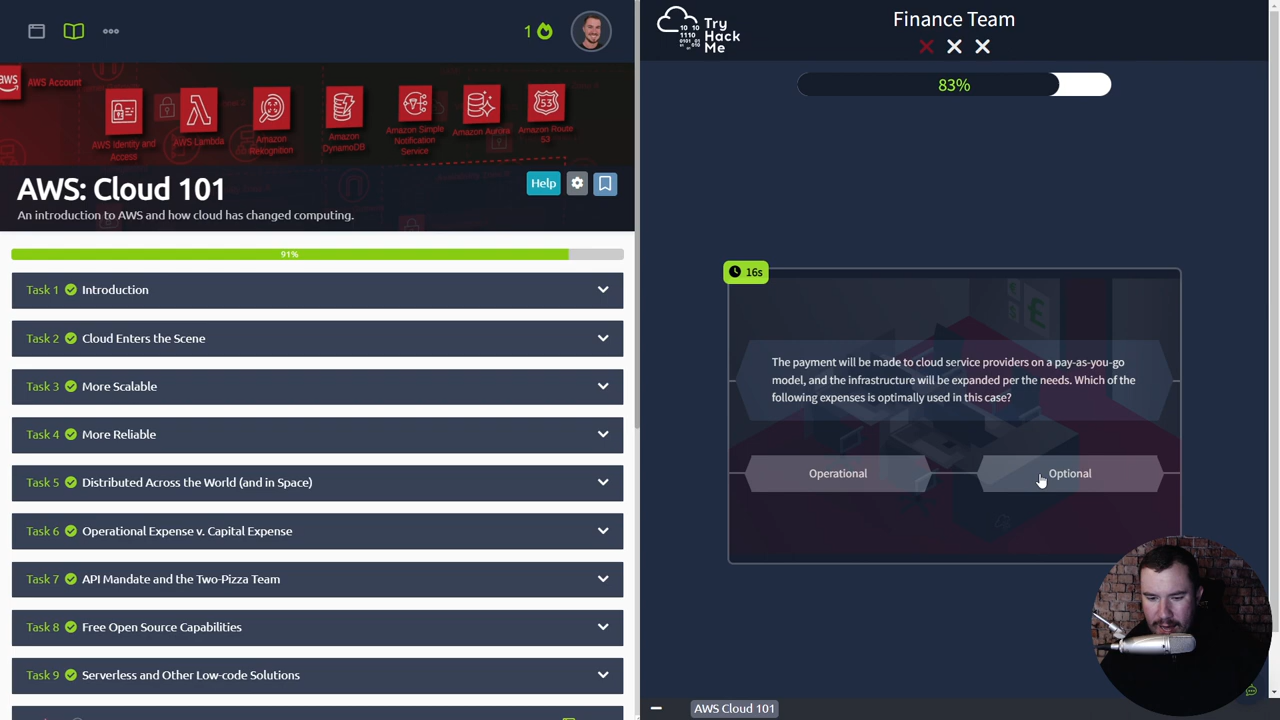 1
aws
AWS Account
AWS Identity and
Access
AWS Lambda
Amazon
Rekognition
Amazon
DynamoDB
Amazon Simple
Notification
Service
Amazon Aurora
53
Amazon Route
53
AWS: Cloud 101
Help
An introduction to AWS and how cloud has changed computing.
91%
Task 1 Introduction
Task 2 Cloud Enters the Scene
Task 3 More Scalable
Task 4 More Reliable
Task 5 Distributed Across the World (and in Space)
Task 6 Operational Expense v. Capital Expense
Task 7 API Mandate and the Two-Pizza Team
Task 8 Free Open Source Capabilities
Task 9 Serverless and Other Low-code Solutions
Try
Hack
Me
Finance Team
83%
16s
The payment will be made to cloud service providers on a pay-as-you-go
model, and the infrastructure will be expanded per the needs. Which of the
following expenses is optimally used in this case?
Operational
Optional
AWS Cloud 101